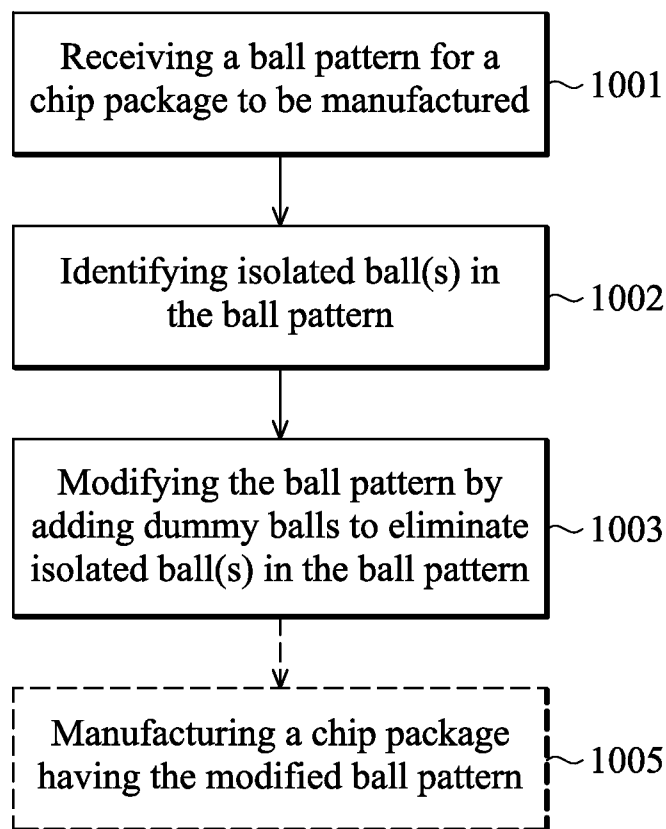 Receiving a ball pattern for a
chip package to be manufactured
1001
Identifying isolated ball(s) in
the ball pattern
1002
Modifying the ball pattern by
adding dummy balls to eliminate
isolated ball(s) in the ball pattern
1003
Manufacturing a chip package
having the modified ball pattern
1005